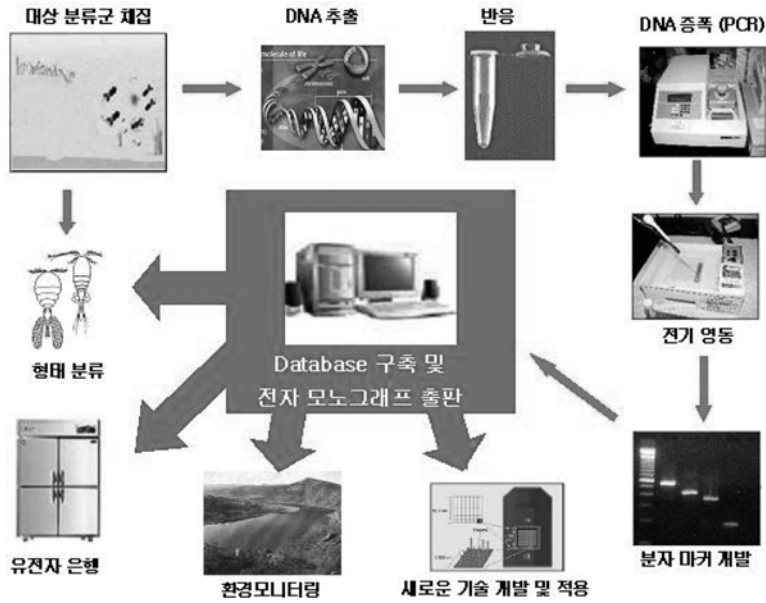 대상 분류군 채집
DNA 추출
반응
DNA 증폭 (PCR)
molecule of life
전기 영동
형태 분류
Database 구축 및
전자 모노그래프 출판
유전자 은행
환경모니터링
새로운 기술 개발 및 적용
분자 마커 개발